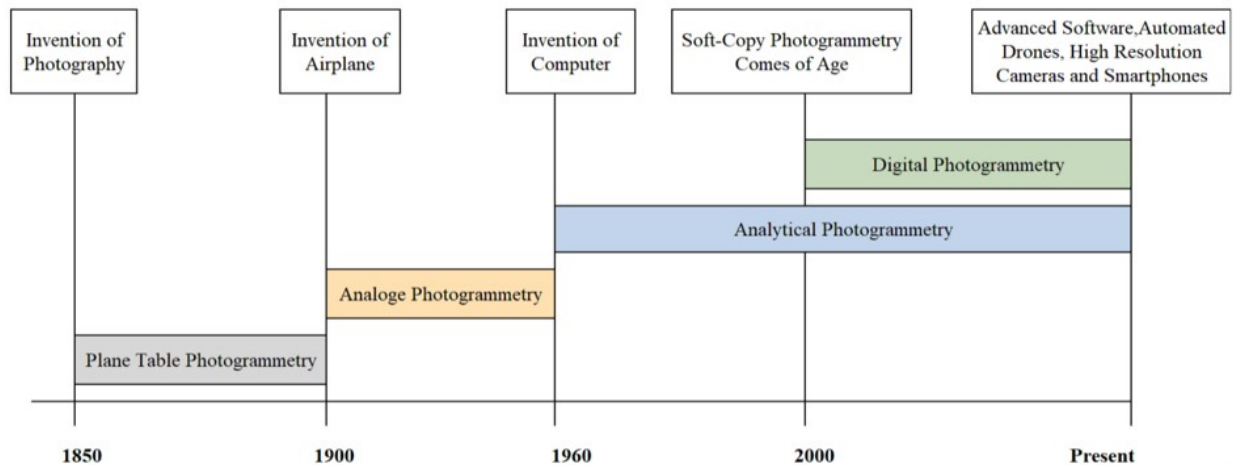 Invention of
Photography
Invention of
Airplane
Invention of
Computer
Soft-Copy Photogrammetry
Comes of Age
Advanced Software,Automated
Drones, High Resolution
Cameras and Smartphones
Digital Photogrammetry
Analytical Photogrammetry
Analoge Photogrammetry
Plane Table Photogrammetry
1850
1900
1960
2000
Present